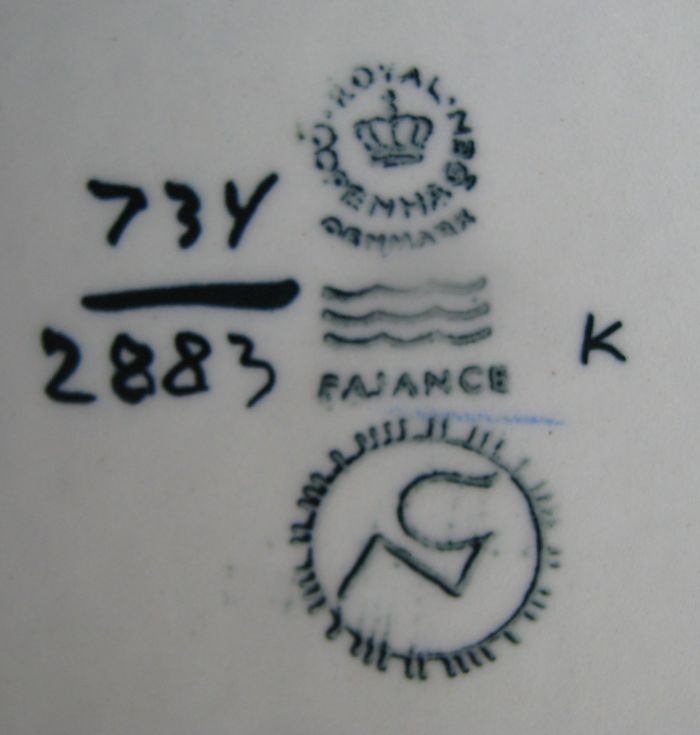 ROYAL
COPENHAGEN
DENMARK
734
2883
FAJANCE
K